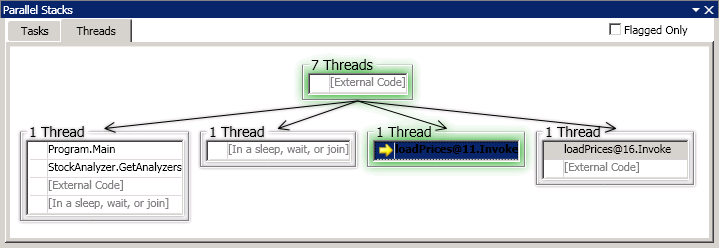 Parallel Stacks
Tasks
Threads
Flagged Only
7 Threads
[External Code]
1 Thread
Program.Main
StockAnalyzer.GetAnalyzers
[External Code]
[In a sleep, wait, or join]
1 Thread
[In a sleep, wait, or join]
1 Thread
loadPrices@11.Invoke
1 Thread
loadPrices@16.Invoke
[External Code]